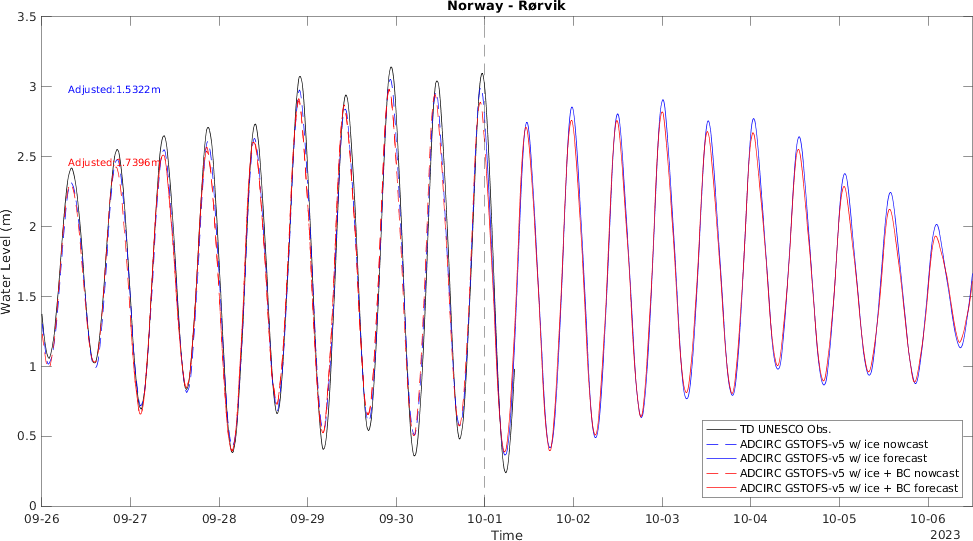 Norway - Rørvik
3.5
3
2.5
2
1.5
1
0.5
0
Water Level (m)
Adjusted:1.5322m
Adjusted:1.7396m
TD UNESCO Obs.
ADCIRC GSTOFS-v5 w/ ice nowcast
ADCIRC GSTOFS-v5 w/ ice forecast
ADCIRC GSTOFS-v5 w/ ice + BC nowcast
ADCIRC GSTOFS-v5 w/ ice + BC forecast
09-26 09-27 09-28 09-29 09-30 10-01 10-02 10-03 10-04 10-05 10-06
Time 2023